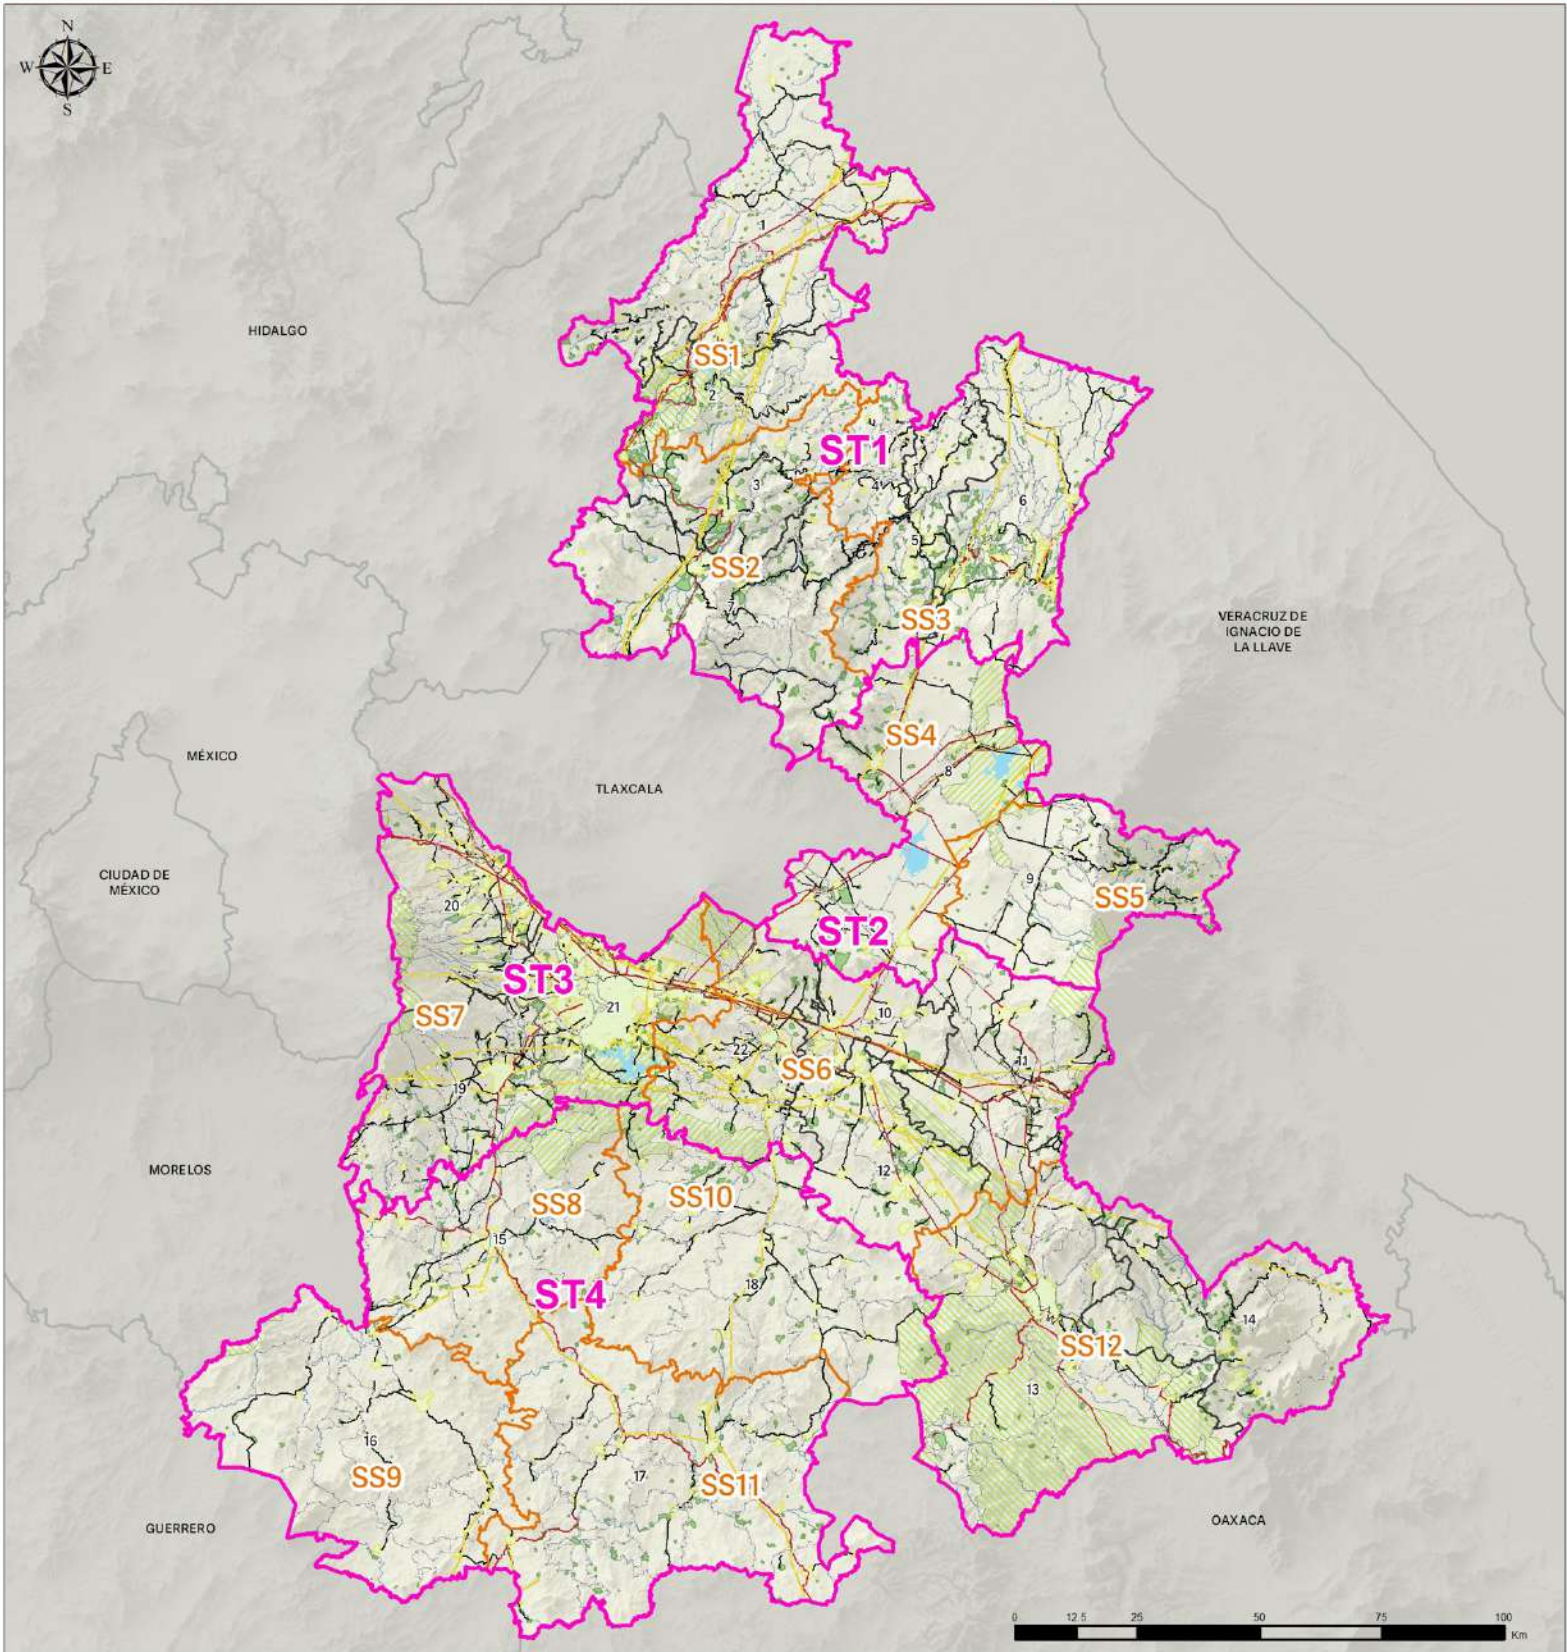 N
W E
S
1
HIDALGO
SS1
2
4
ST1
3
4
6
5
SS2
7
SS3
VERACRUZ DE
IGNACIO DE
LA LLAVE
SS4
MÉXICO
8
TLAXCALA
CIUDAD DE
MÉXICO
9
SS5
20
ST2
ST3
21
SS7
10
22
SS6
11
19
MORELOS
12
SS8
SS10
15
18
ST4
14
SS12
13
16
SS9
17
SS11
GUERRERO
OAXACA
0 12.5 25 50 75 100
Km